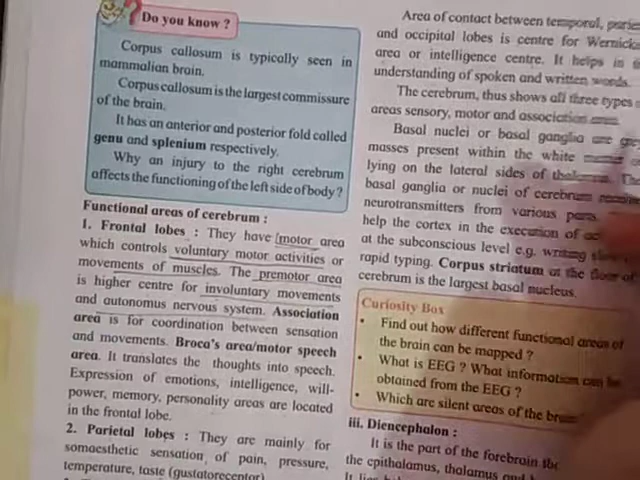 Do you know ?
Corpus callosum is typically seen in
mammalian brain.
Corpus callosum is the largest commissure
of the brain.
It has an anterior and posterior fold called
genu and splenium respectively.
Why an injury to the right cerebrum
affects the functioning of the left side of body ?
Functional areas of cerebrum :
1. Frontal lobes : They have motor area
which controls voluntary motor activities or
movements of muscles. The premotor area
is higher centre for involuntary movements
and autonomus nervous system. Association
area is for coordination between sensation
and movements. Broca's area/motor speech
area. It translates the thoughts into speech.
Expression of emotions, intelligence, will-
power, memory, personality areas are located
in the frontal lobe.
2. Parietal lobes : They are mainly for
somaesthetic sensation of pain, pressure,
temperature, taste (gustatoreceptor)
Area of contact between temporal,
and occipital lobes is centre for
area or intelligence centre. It helps in
understanding of spoken and written words.
The cerebrum, thus shows all three types
areas sensory, motor and association
Basal nuclei or basal ganglia are
masses present within the white
lying on the lateral sides of
basal ganglia or nuclei of cerebrum
neurotransmitters from various parts.
help the cortex in the execution of
at the subconscious level e.g. writing
rapid typing. Corpus striatum at the floor of
cerebrum is the largest basal nucleus.
Curiosity Box
• Find out how different functional areas of
the brain can be mapped ?
• What is EEG ? What information can be
obtained from the EEG ?
• Which are silent areas of the
iii. Diencephalon :
It is the part of the forebrain
the epithalamus, thalamus and
It lies